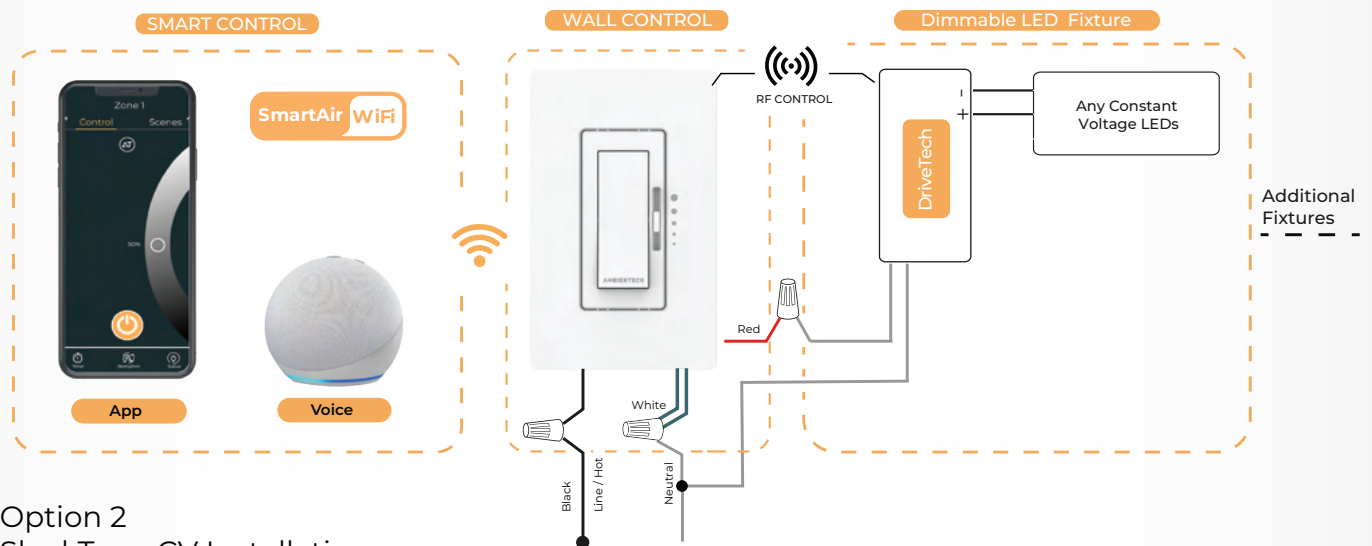 SMART CONTROL
WALL CONTROL
Dimmable LED Fixture
Zone 1
Control
Scenes
50%
SmartAir WiFi
App
Voice
RF CONTROL
AMBIENTECH
Red
White
Black
Line / Hot
Neutral
-
+
DriveTech
Any Constant
Voltage LEDs
Additional
Fixtures
Option 2